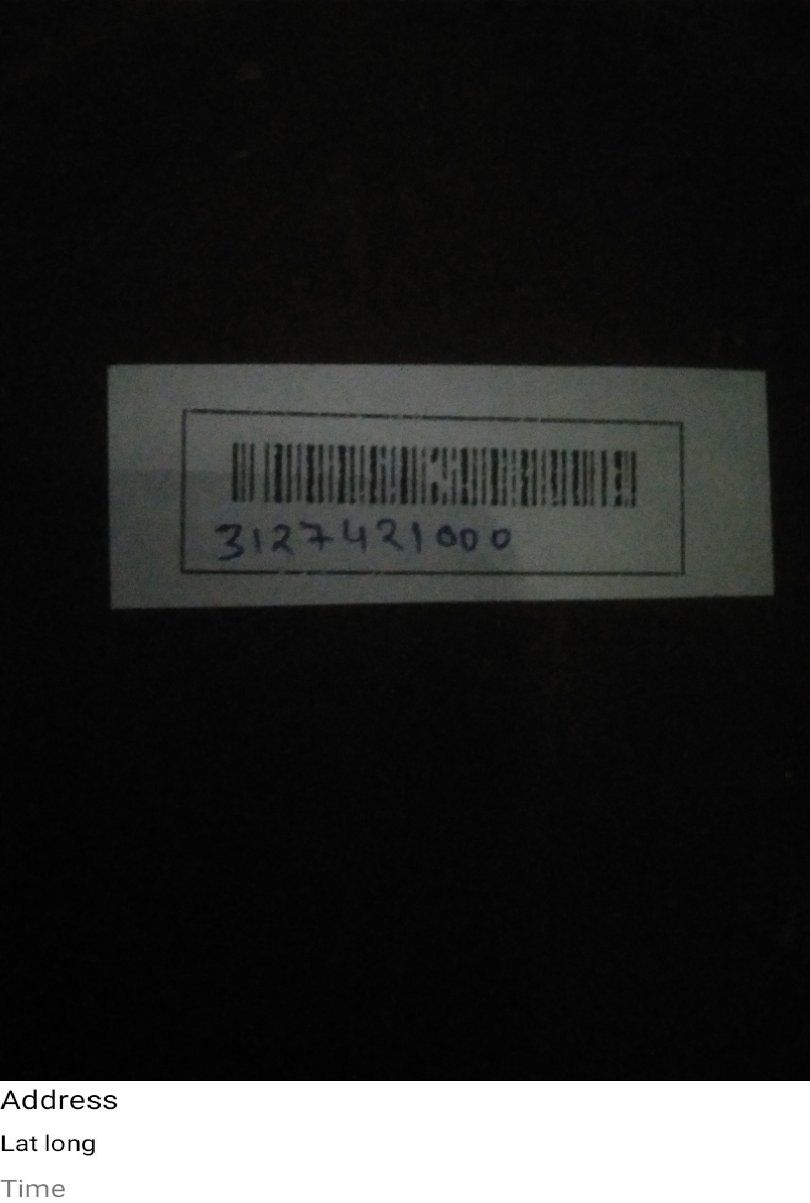 3127421000
Address
Lat long
Time